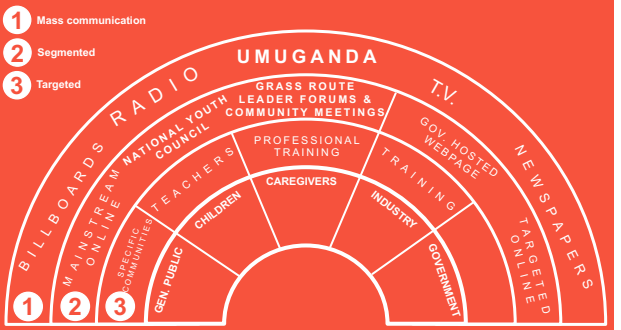 1 Mass communication
2 Segmented
3 Targeted
BILLBOARDS
RADIO
UMUGANDA
T.V.
NEWSPAPERS
MAINSTREAM
ONLINE
NATIONAL YOUTH
COUNCIL
GRASS ROUTE
LEADER FORUMS &
COMMUNITY MEETINGS
GOV. HOSTED
WEBPAGE
TARGETED
ONLINE
SPECIFIC
COMMUNITIES
TEACHERS
PROFESSIONAL
TRAINING
TRAINING
GEN. PUBLIC
CHILDREN
CAREGIVERS
INDUSTRY
GOVERNMENT
1
2
3